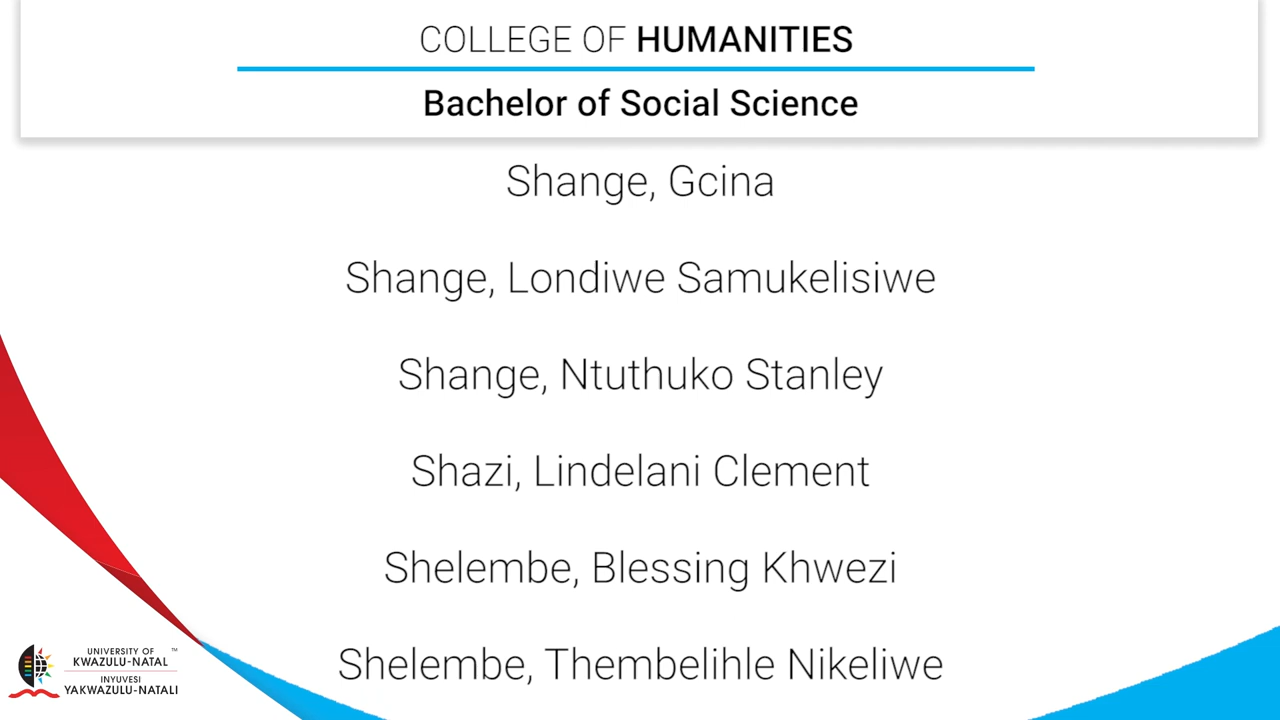 COLLEGE OF HUMANITIES
Bachelor of Social Science
Shange, Gcina
Shange, Londiwe Samukelisiwe
Shange, Ntuthuko Stanley
Shazi, Lindelani Clement
Shelembe, Blessing Khwezi
Shelembe, Thembelihle Nikeliwe
UNIVERSITY OF ™
KWAZULU-NATAL
INYUVESI
YAKWAZULU-NATALI